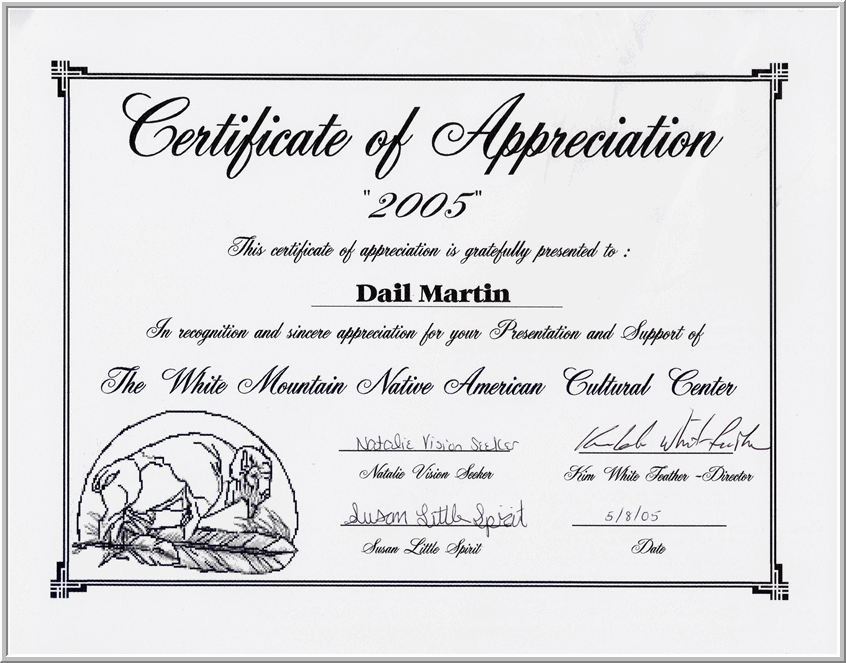 Certificate of Appreciation
"2005"
This certificate of appreciation is gratefully presented to :
Dail Martin
In recognition and sincere appreciation for your Presentation and Support of
The White Mountain Native American Cultural Center
Natalie Vision Seeker
Natalie Vision Seeker Kim White Feather -Director
Susan Little Spirit 5/8/05
Susan Little Spirit Date